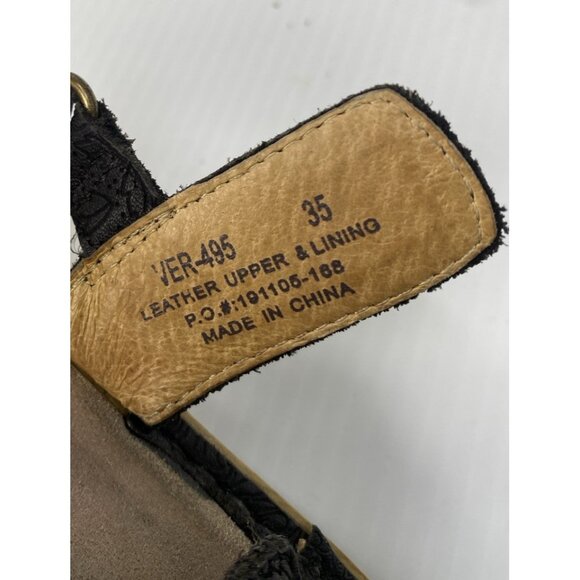 VER-495 35
LEATHER UPPER & LINING
P.O.#:191105-168
MADE IN CHINA